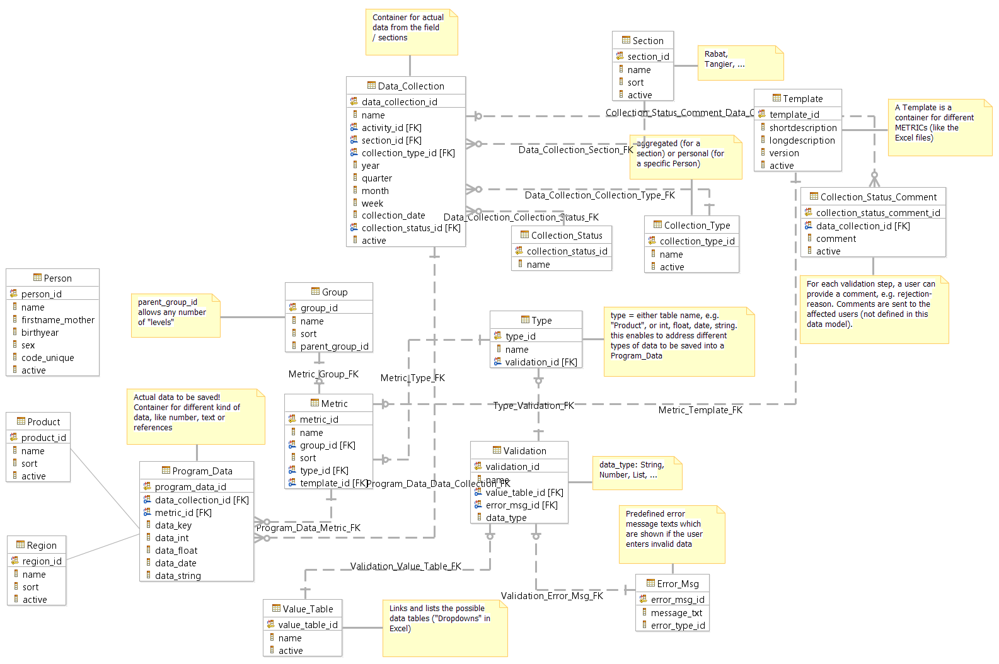 Container for actual
data from the field
/ sections
Data_Collection
data_collection_id
name
activity_id [FK]
section_id [FK]
collection_type_id [FK]
year
quarter
month
week
collection_date
collection_status_id [FK]
active
Section
section_id
name
sort
active
Rabat,
Tangier, ...
Template
template_id
shortdescription
longdescription
version
active
A Template is a
container for different
METRICs (like the
Excel files)
Collection_Status_Comment_Data_C
Data_Collection_Section_FK
aggregated (for a
section) or personal (for
a specific Person)
Data_Collection_Collection_Type_FK
Data_Collection_Collection_Status_FK
Collection_Status
collection_status_id
name
Collection_Type
collection_type_id
name
active
Collection_Status_Comment
collection_status_comment_id
data_collection_id [FK]
comment
active
For each validation step, a user can
provide a comment, e.g. rejection-
reason. Comments are sent to the
affected users (not defined in this
data model).
Person
person_id
name
firstname_mother
birthyear
sex
code_unique
active
parent_group_id
allows any number
of "levels"
Group
group_id
name
sort
parent_group_id
Type
type_id
name
validation_id [FK]
type = either table name, e.g.
"Product", or int, float, date, string.
this enables to address different
types of data to be saved into a
Program_Data
Metric_Group_FK
Metric_Type_FK
Type_Validation_FK
Metric_Template_FK
Metric
metric_id
name
group_id [FK]
sort
type_id [FK]
template_id [FK]
Program_Data_Data_Collection_FK
Actual data to be saved!
Container for different kind of
data, like number, text or
references
Product
product_id
name
sort
active
Program_Data
program_data_id
data_collection_id [FK]
metric_id [FK]
data_key
data_int
data_float
data_date
data_string
Program_Data_Metric_FK
Validation
validation_id
name
value_table_id [FK]
error_msg_id [FK]
data_type
data_type: String,
Number, List, ...
Predefined error
message texts which
are shown if the user
enters invalid data
Region
region_id
name
sort
active
Validation_Value_Table_FK
Validation_Error_Msg_FK
Value_Table
value_table_id
name
active
Links and lists the possible
data tables ("Dropdowns" in
Excel)
Error_Msg
error_msg_id
message_txt
error_type_id